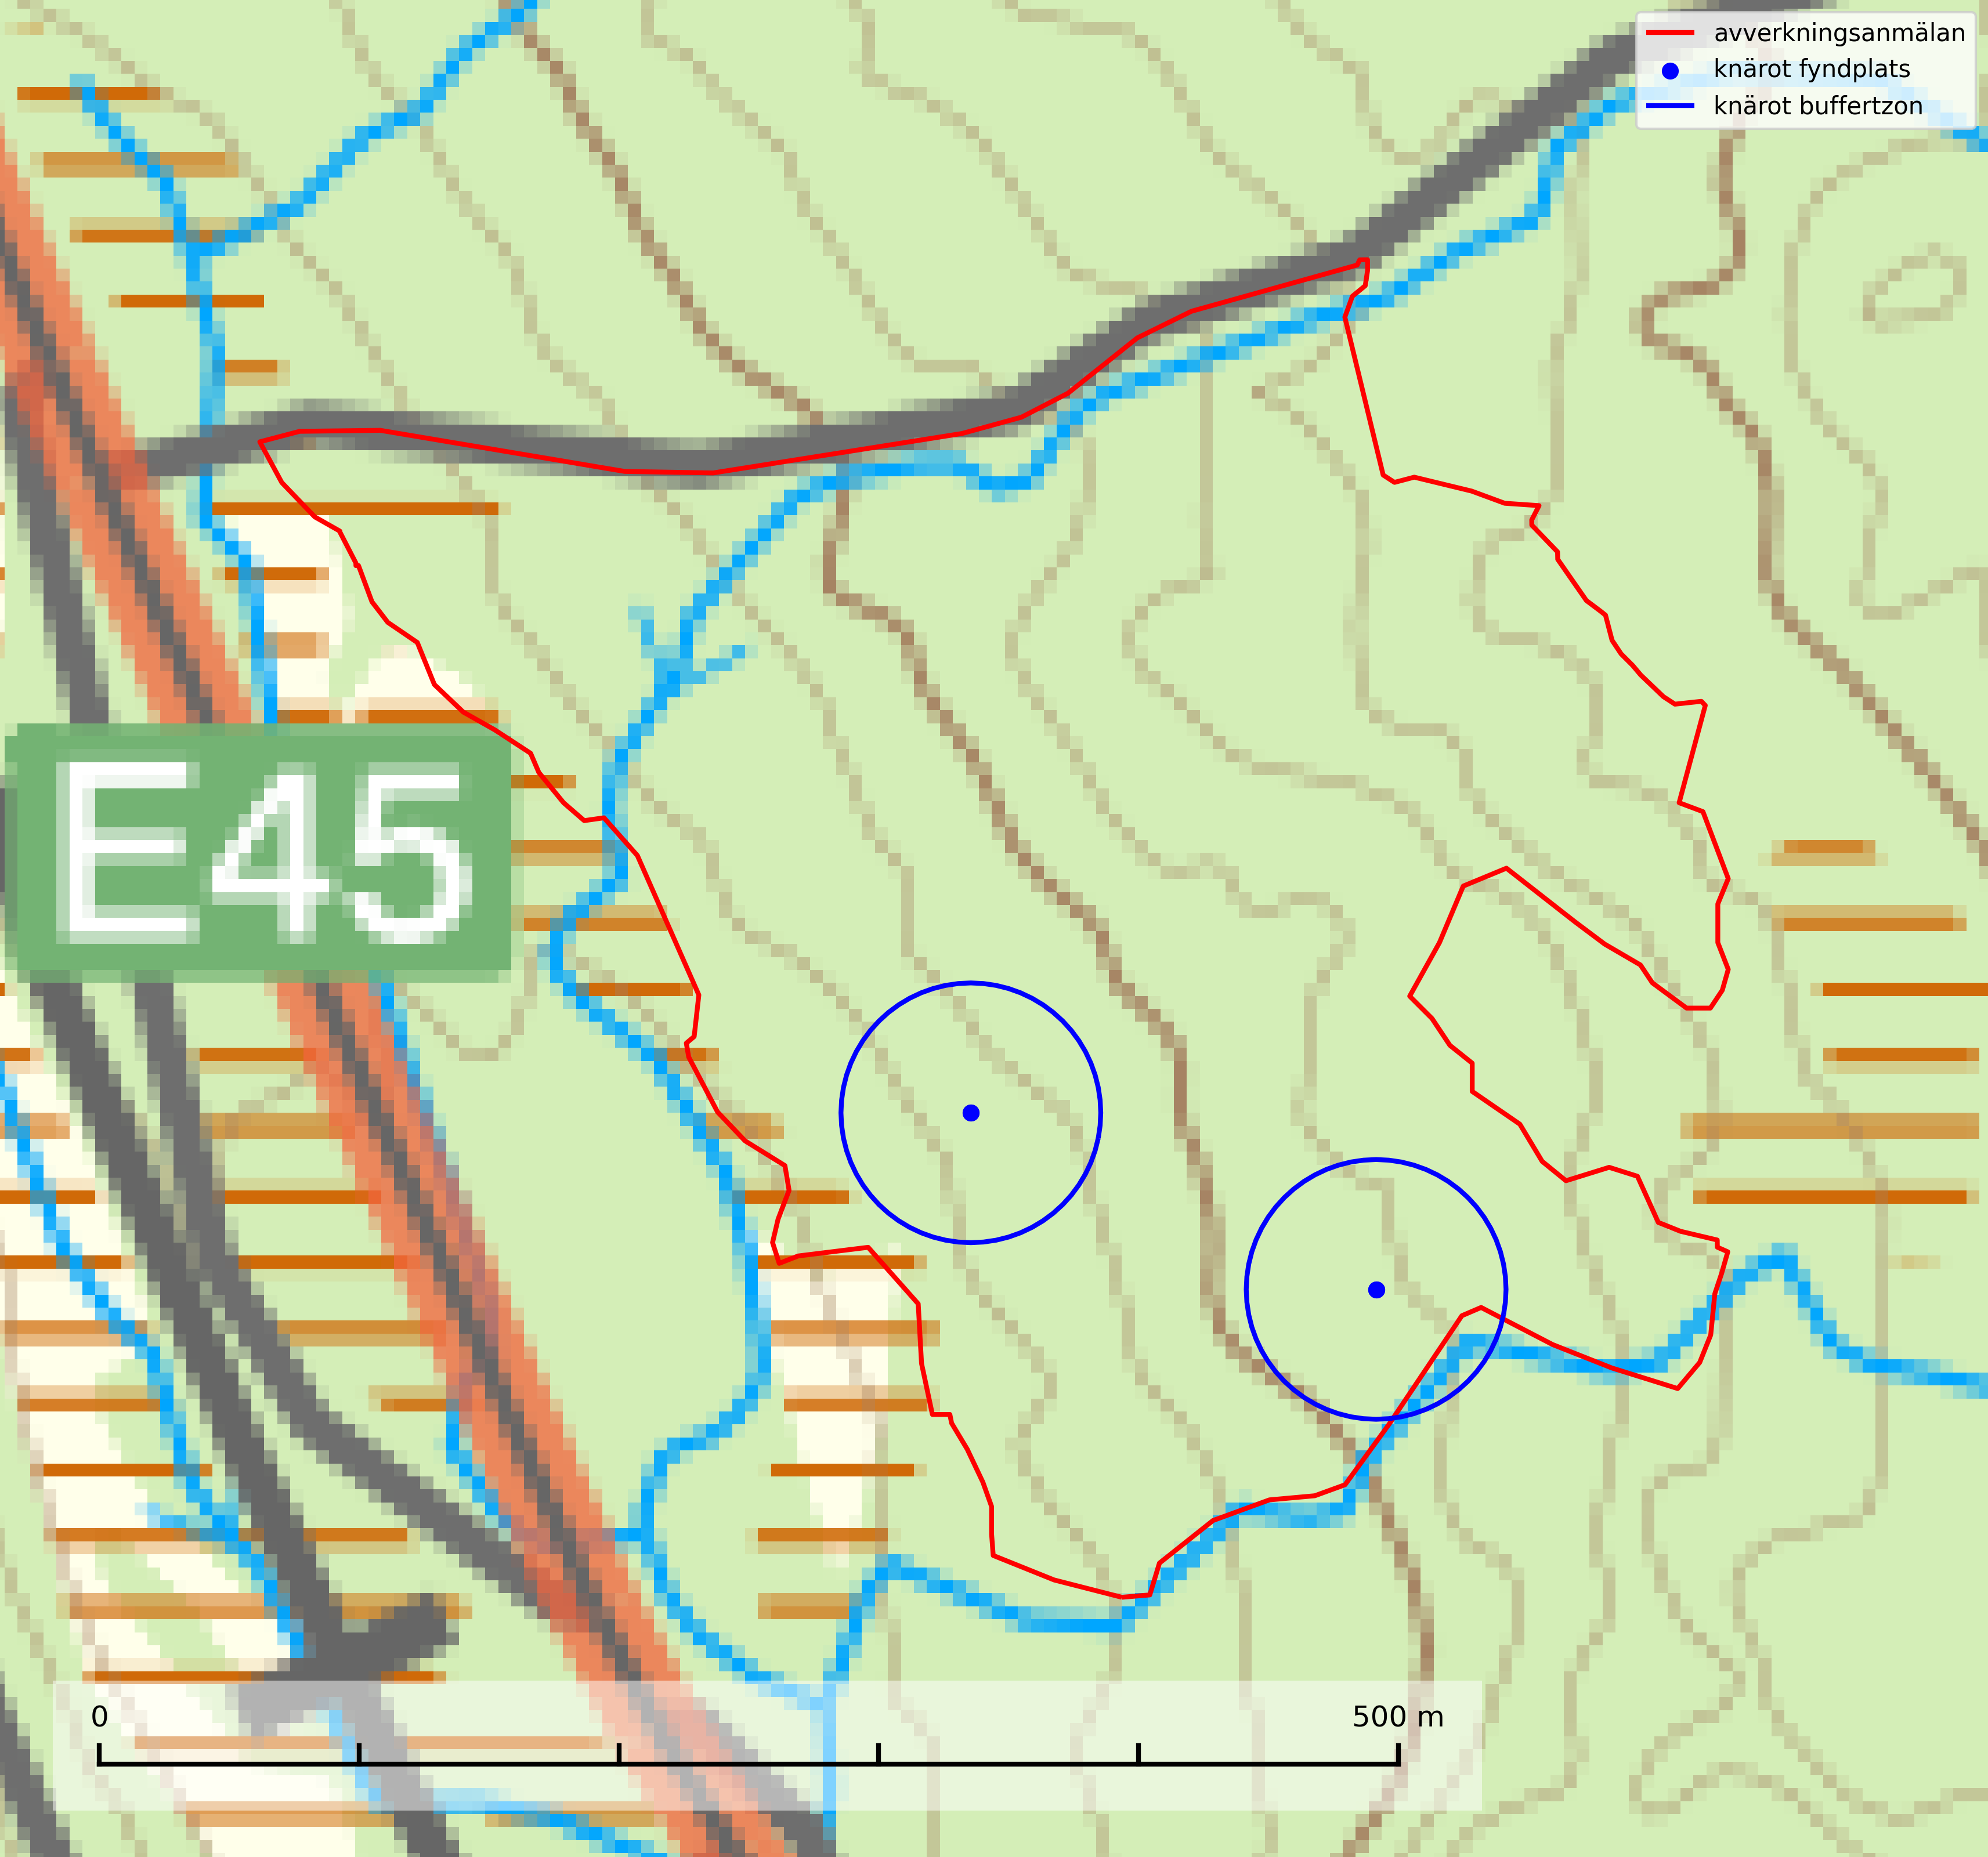 avverkningsanmälan
knärot fyndplats
knärot buffertzon
E45
0 500 m